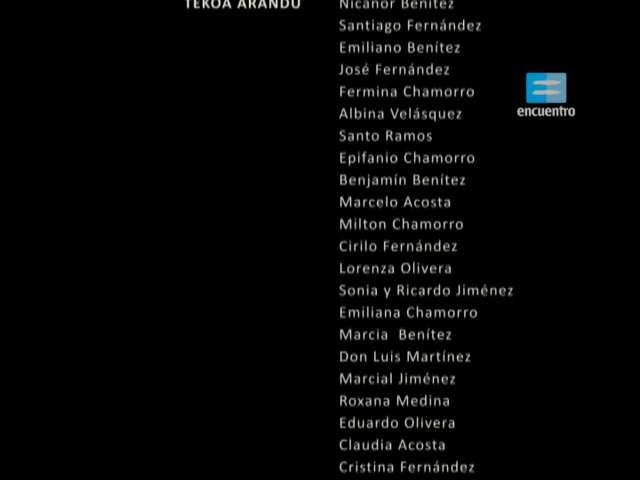 TEKOA ARANDU
Nicanor Benítez
Santiago Fernández
Emiliano Benítez
José Fernández
Fermina Chamorro
Albina Velásquez
Santo Ramos
Epifanio Chamorro
Benjamín Benítez
Marcelo Acosta
Milton Chamorro
Cirilo Fernández
Lorenza Olivera
Sonia y Ricardo Jiménez
Emiliana Chamorro
Marcia  Benítez
Don Luis Martínez
Marcial Jiménez
Roxana Medina
Eduardo Olivera
Claudia Acosta
Cristina Fernández
encuentro